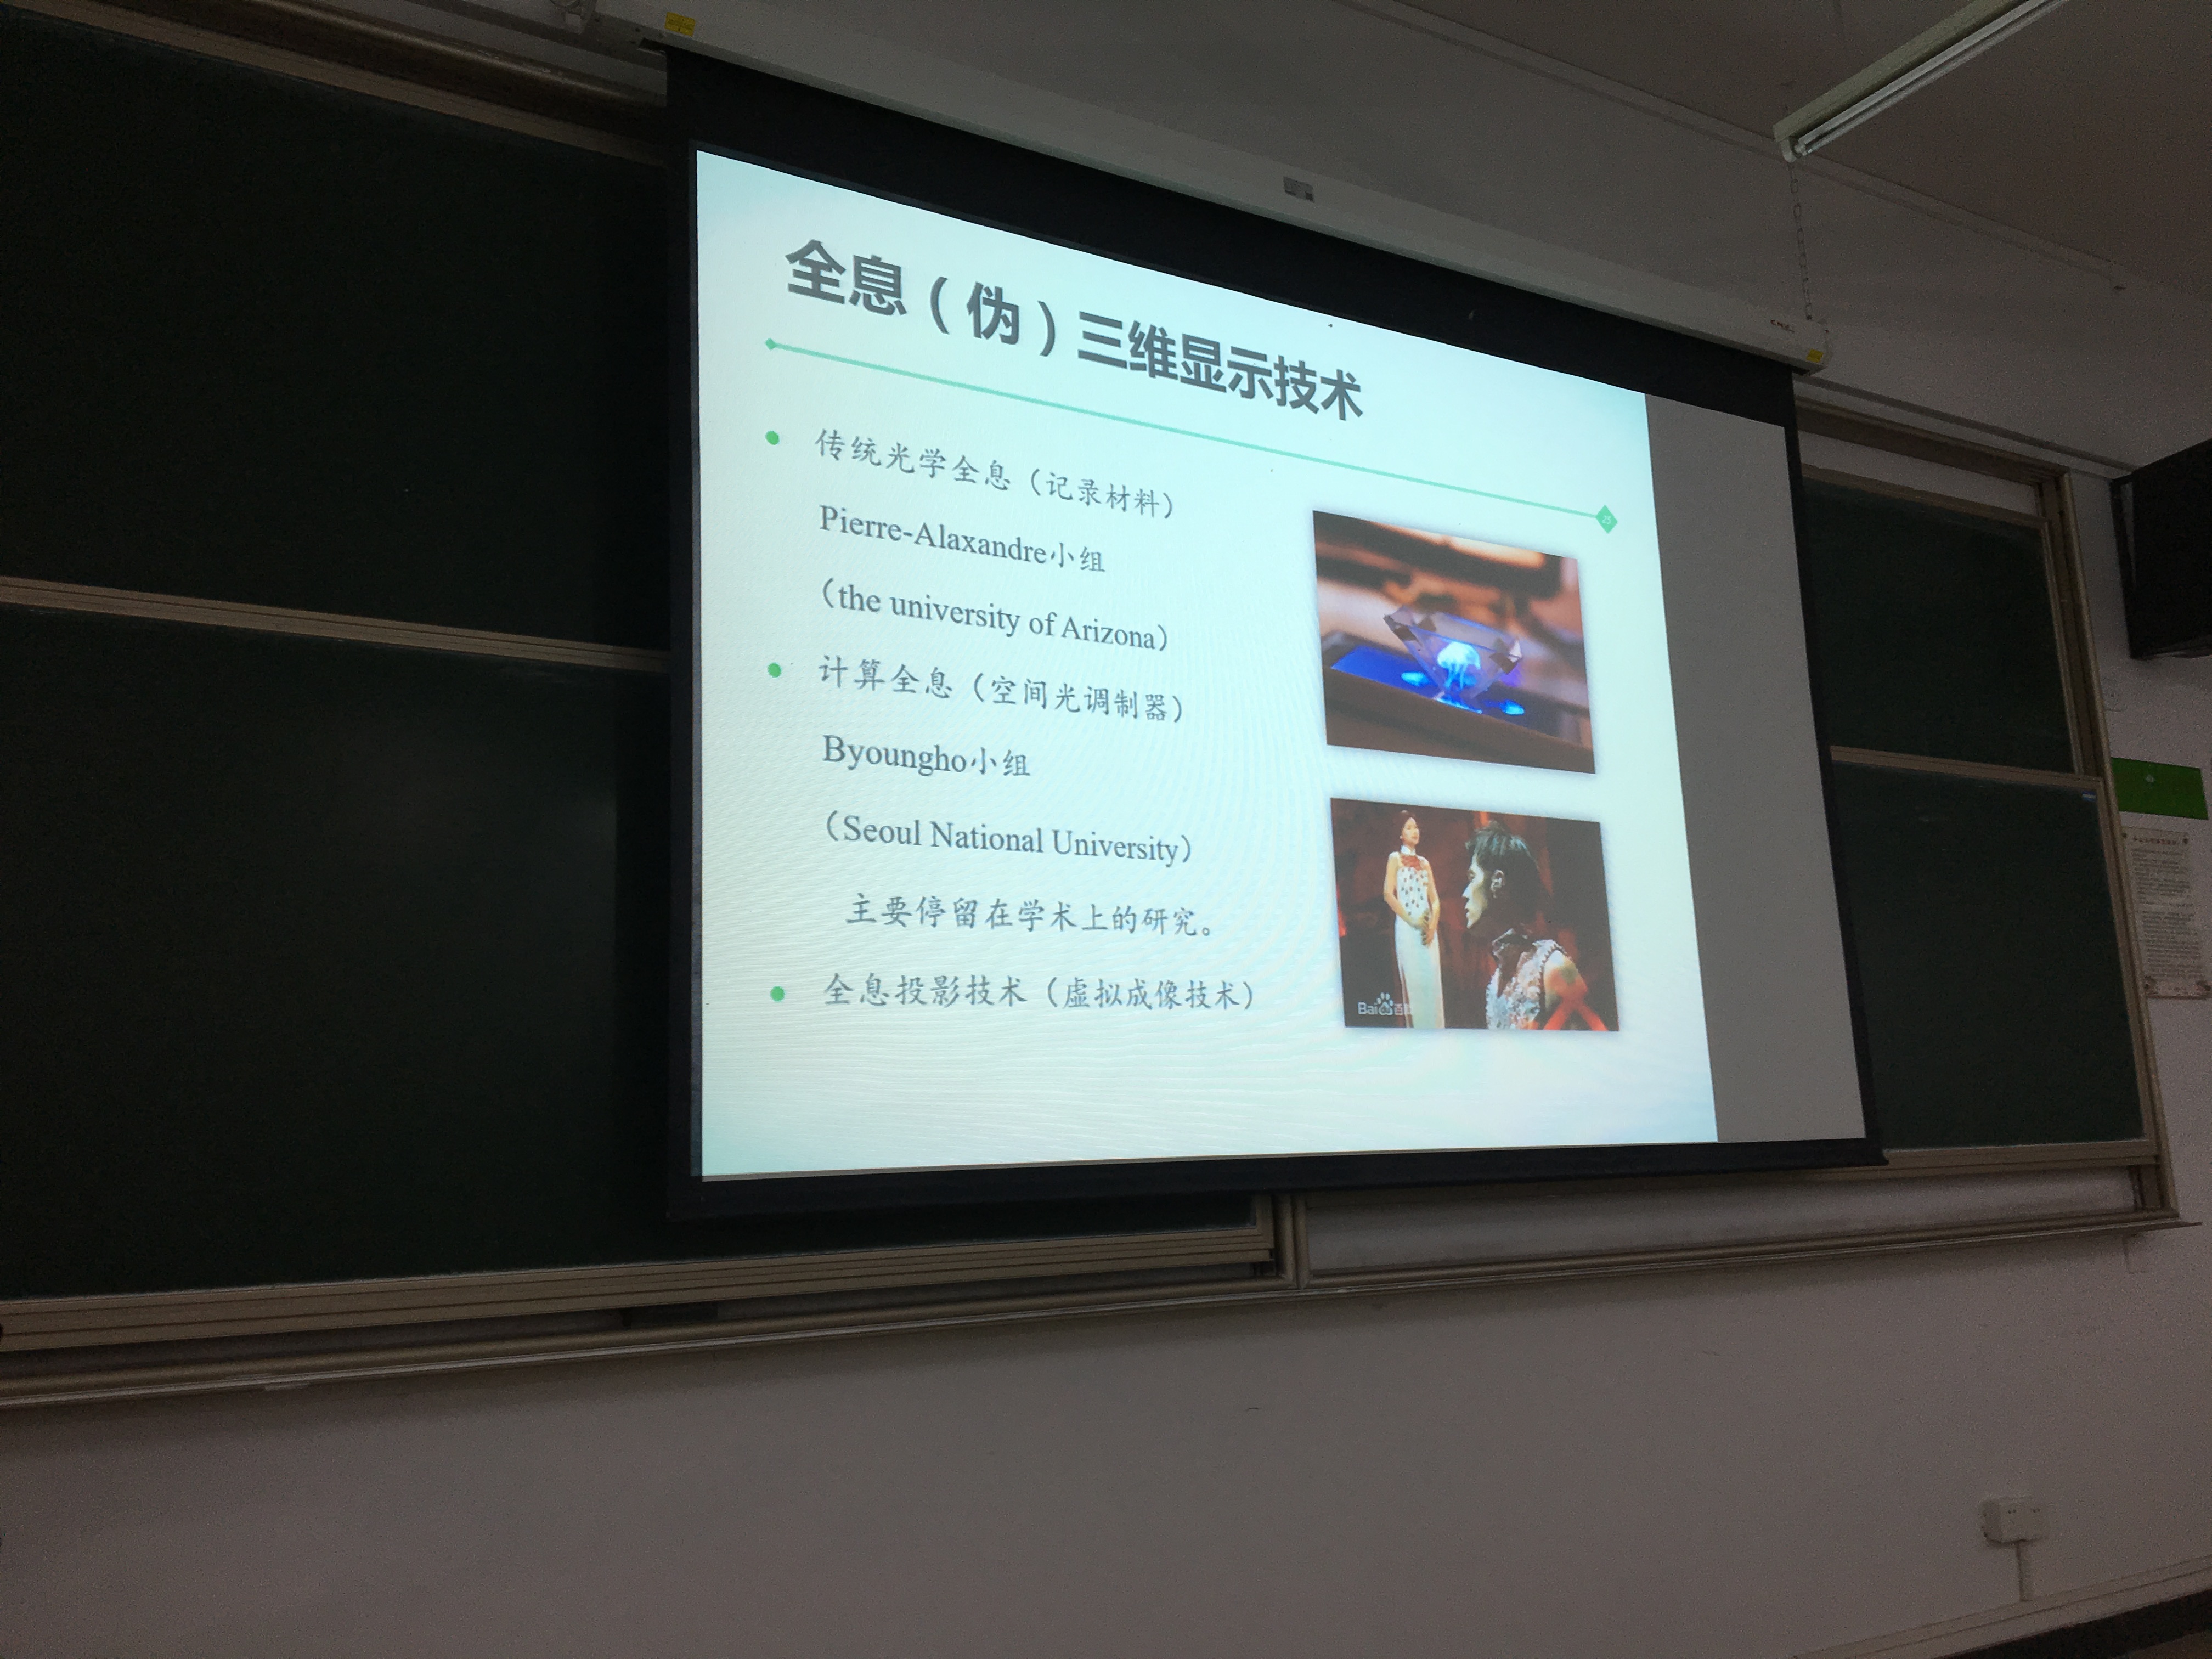 全息（伪）三维显示技术
25
传统光学全息（记录材料）
Pierre-Alaxandre小组
（the university of Arizona）
计算全息（空间光调制器）
Byoungho小组
（Seoul National University）
主要停留在学术上的研究。
全息投影技术（虚拟成像技术）
Bai 百